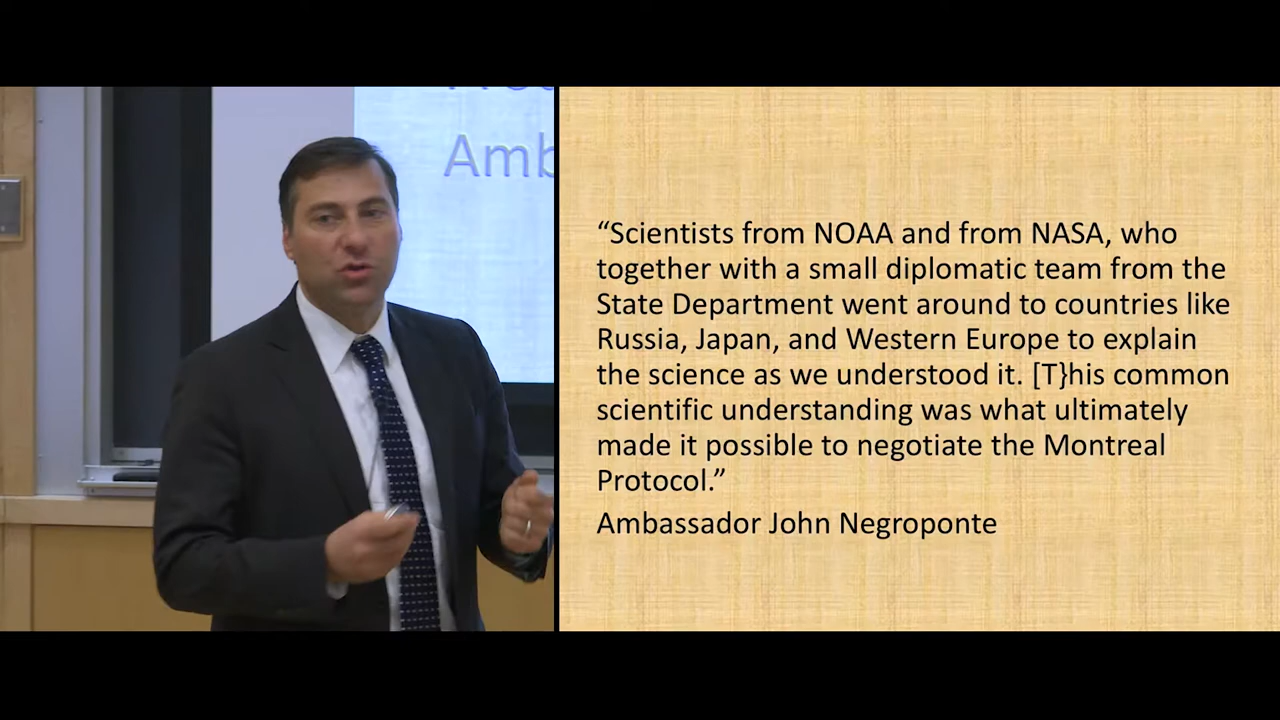 Amb
“Scientists from NOAA and from NASA, who
together with a small diplomatic team from the
State Department went around to countries like
Russia, Japan, and Western Europe to explain
the science as we understood it. [T}his common
scientific understanding was what ultimately
made it possible to negotiate the Montreal
Protocol.”
Ambassador John Negroponte